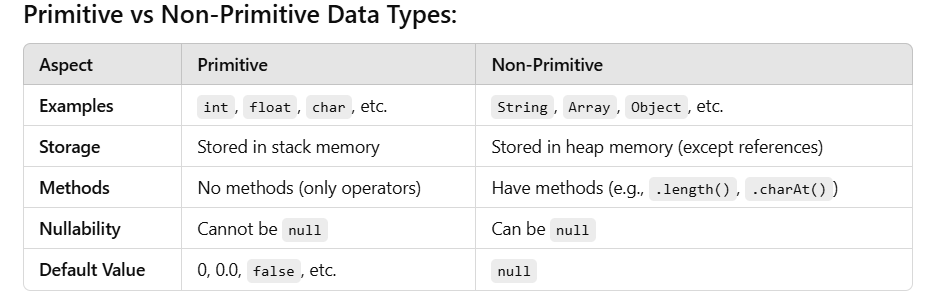 Primitive vs Non-Primitive Data Types:
Aspect Primitive Non-Primitive
Examples int, float, char, etc. String, Array, Object, etc.
Storage Stored in stack memory Stored in heap memory (except references)
Methods No methods (only operators) Have methods (e.g., .length(), .charAt())
Nullability Cannot be null Can be null
Default Value 0, 0.0, false, etc. null